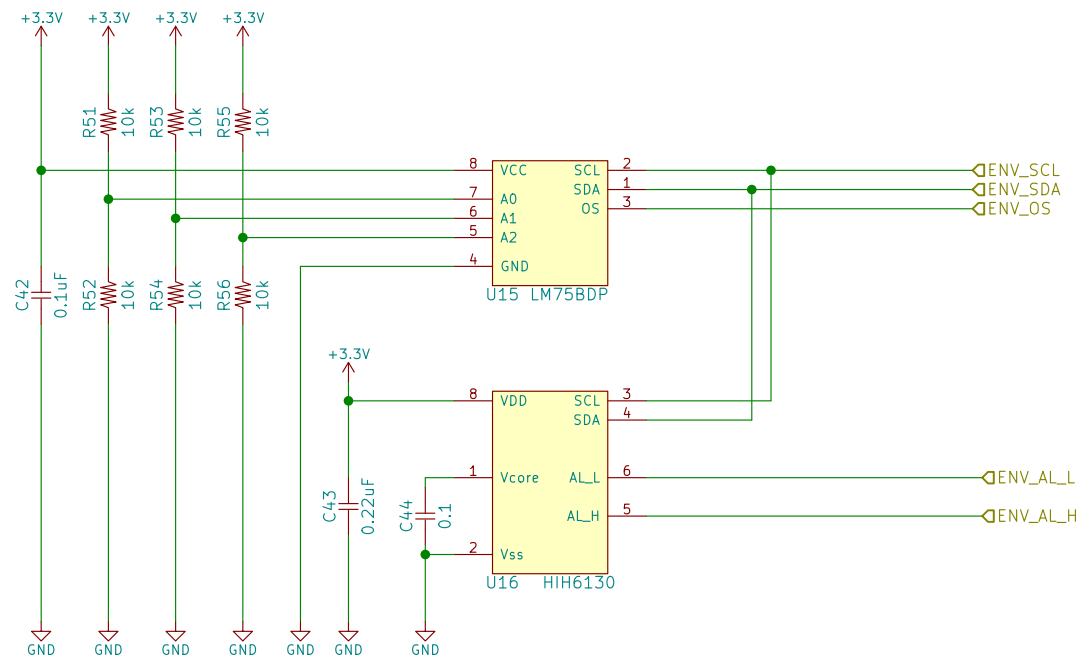 +3.3V +3.3V +3.3V +3.3V
R51 10k R53 10k R55 10k
8 VCC SCL 2 ENV_SCL
SDA 1 ENV_SDA
7 A0 OS 3 ENV_OS
6 A1
5 A2
4 GND
U15 LM75BDP
C42 0.1uF R52 10k R54 10k R56 10k
+3.3V
8 VDD SCL 3
SDA 4
1 Vcore AL_L 6 ENV_AL_L
C43 0.22uF C44 0.1
AL_H 5 ENV_AL_H
2 Vss
U16 HIH6130
GND GND GND GND GND GND GND